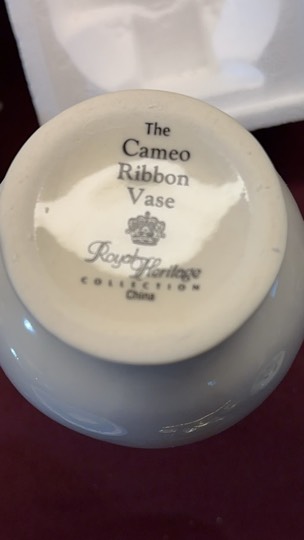 The
Cameo
Ribbon
Vase
Royal Heritage
COLLECTION
China